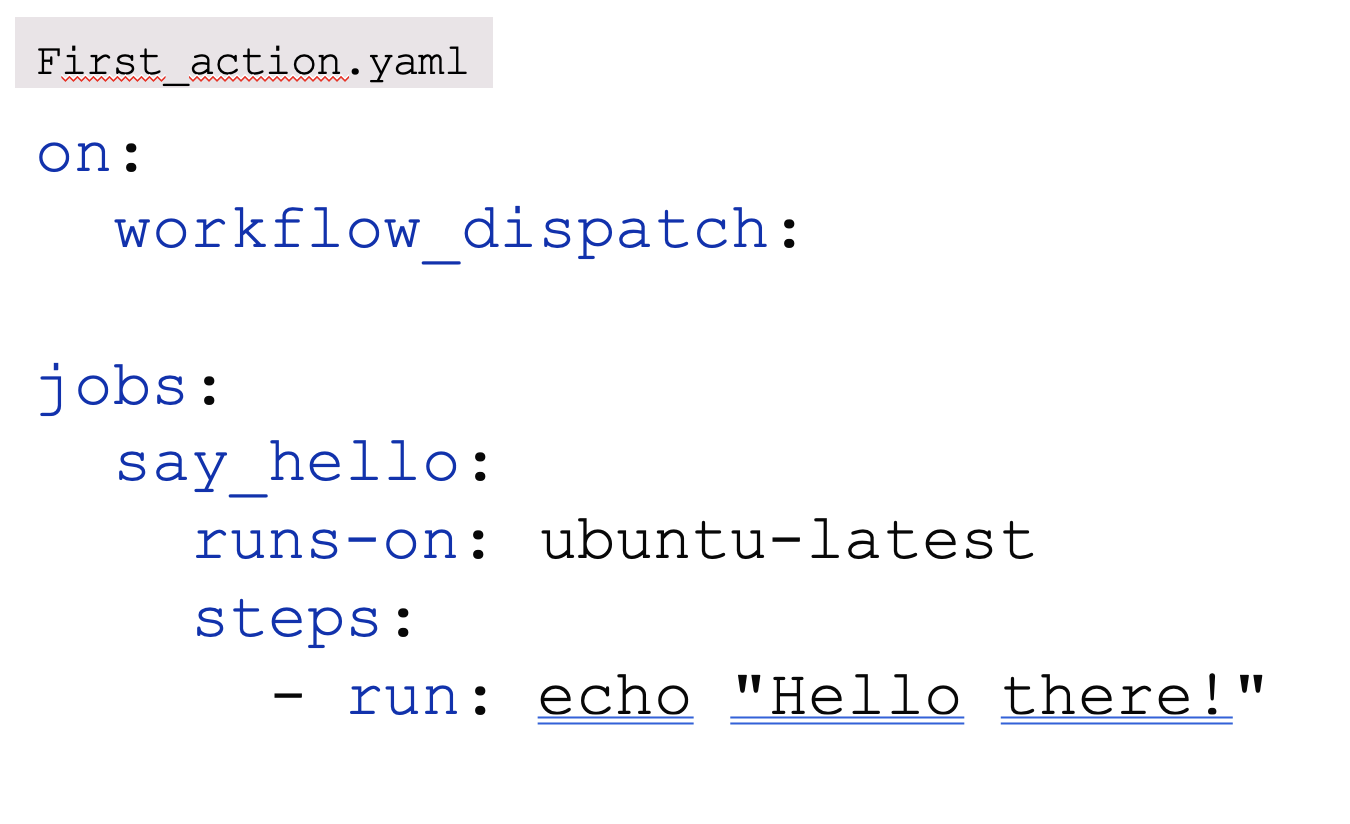 First_action.yaml
on:
  workflow_dispatch:
jobs:
  say_hello:
    runs-on: ubuntu-latest
    steps:
      - run: echo "Hello there!"